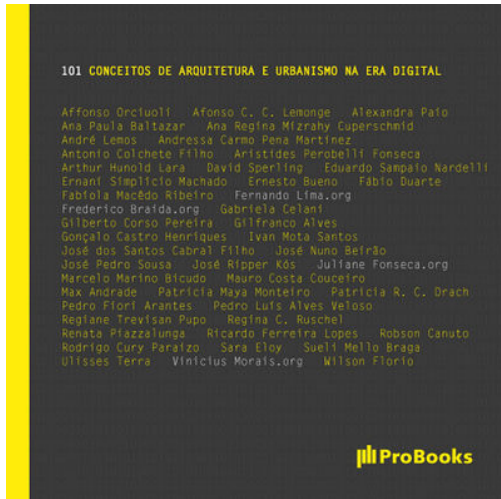 101 CONCEITOS DE ARQUITETURA E URBANISMO NA ERA DIGITAL
Affonso Orciuoli Afonso C. C. Lemonge Alexandra Paio
Ana Paula Baltazar Ana Regina Mizrahy Cuperschmid
André Lemos Andressa Carmo Pena Martinez
Antonio Colchete Filho Aristides Perobelli Fonseca
Arthur Hunold Lara David Sperling Eduardo Sampaio Nardelli
Ernani Simplício Machado Ernesto Bueno Fábio Duarte
Fabiola Macêdo Ribeiro Fernando Lima.org
Frederico Braida.org Gabriela Celani
Gilberto Corso Pereira Gilfranco Alves
Gonçalo Castro Henriques Ivan Mota Santos
José dos Santos Cabral Filho José Nuno Beirão
José Pedro Sousa José Ripper Kós Juliane Fonseca.org
Marcelo Marino Bicudo Mauro Costa Couceiro
Max Andrade Patrícia Maya Monteiro Patrícia R. C. Drach
Pedro Fiori Arantes Pedro Luís Alves Veloso
Regiane Trevisan Pupo Regina C. Ruschel
Renata Piazzalunga Ricardo Ferreira Lopes Robson Canuto
Rodrigo Cury Paraizo Sara Eloy Sueli Mello Braga
Ulisses Terra Vinicius Morais.org Wilson Florio
ProBooks